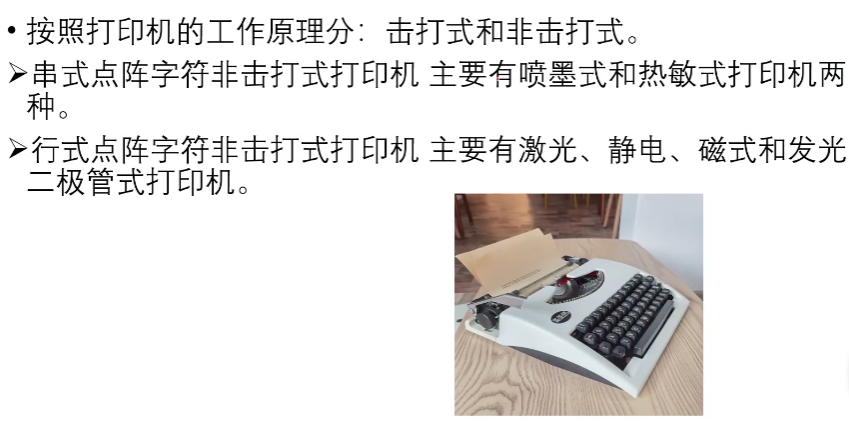 • 按照打印机的工作原理分：击打式和非击打式。
➢串式点阵字符非击打式打印机 主要有喷墨式和热敏式打印机两
种。
➢行式点阵字符非击打式打印机 主要有激光、静电、磁式和发光
二极管式打印机。